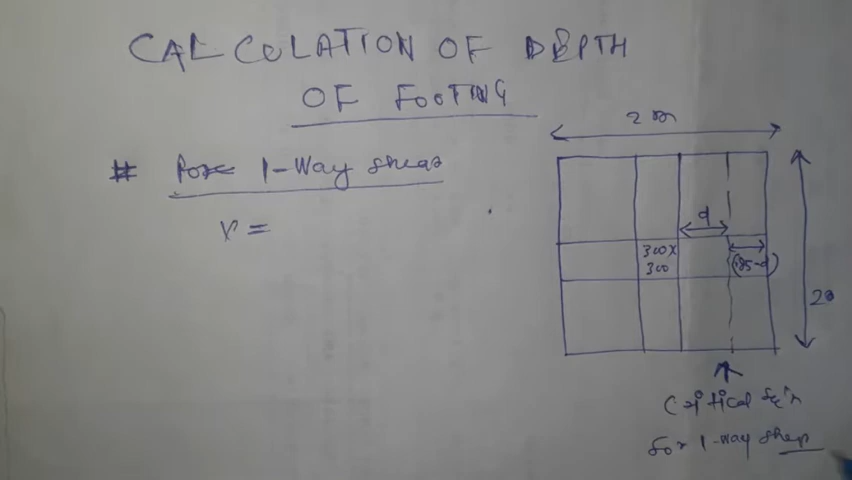 CALCULATION OF DEPTH
OF FOOTING
2 m
# For 1-Way shear
V =
d
300x
300
(.85-d)
Critical Sec'n
For 1-way shear